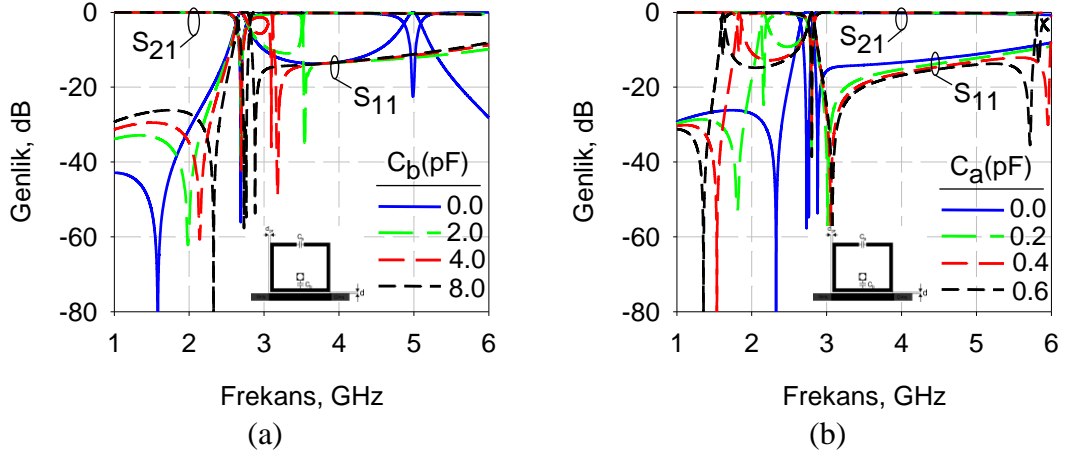 0
-20
-40
-60
-80
Genlik, dB
S21
S11
Cb(pF)
0.0
2.0
4.0
8.0
d
1 2 3 4 5 6
Frekans, GHz
(a)
0
-20
-40
-60
-80
Genlik, dB
S21
S11
Ca(pF)
0.0
0.2
0.4
0.6
d
1 2 3 4 5 6
Frekans, GHz
(b)